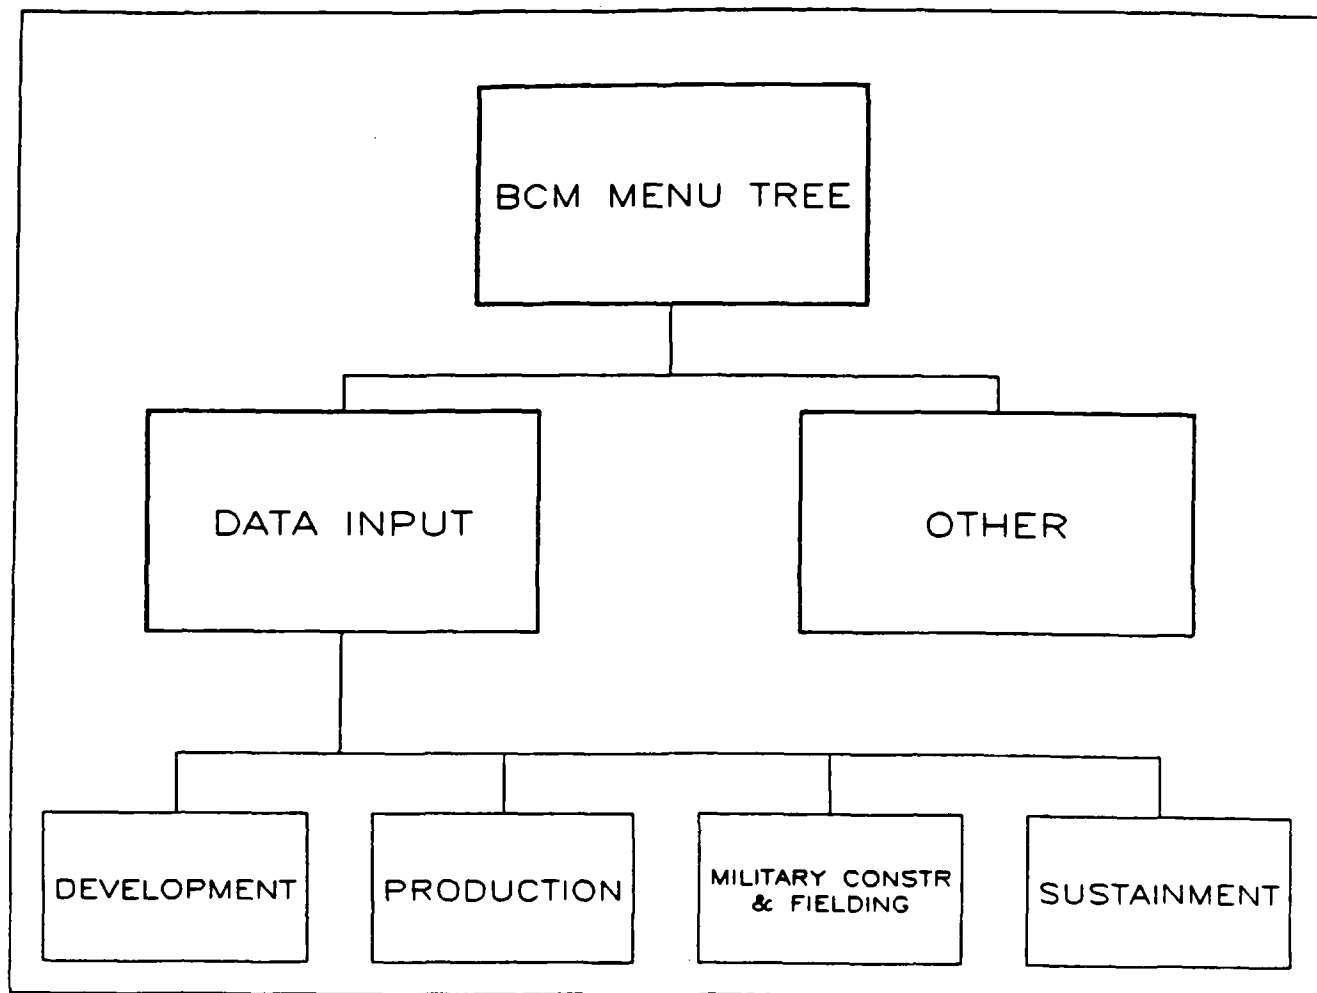 BCM MENU TREE
DATA INPUT
OTHER
DEVELOPMENT
PRODUCTION
MILITARY CONSTR
& FIELDING
SUSTAINMENT